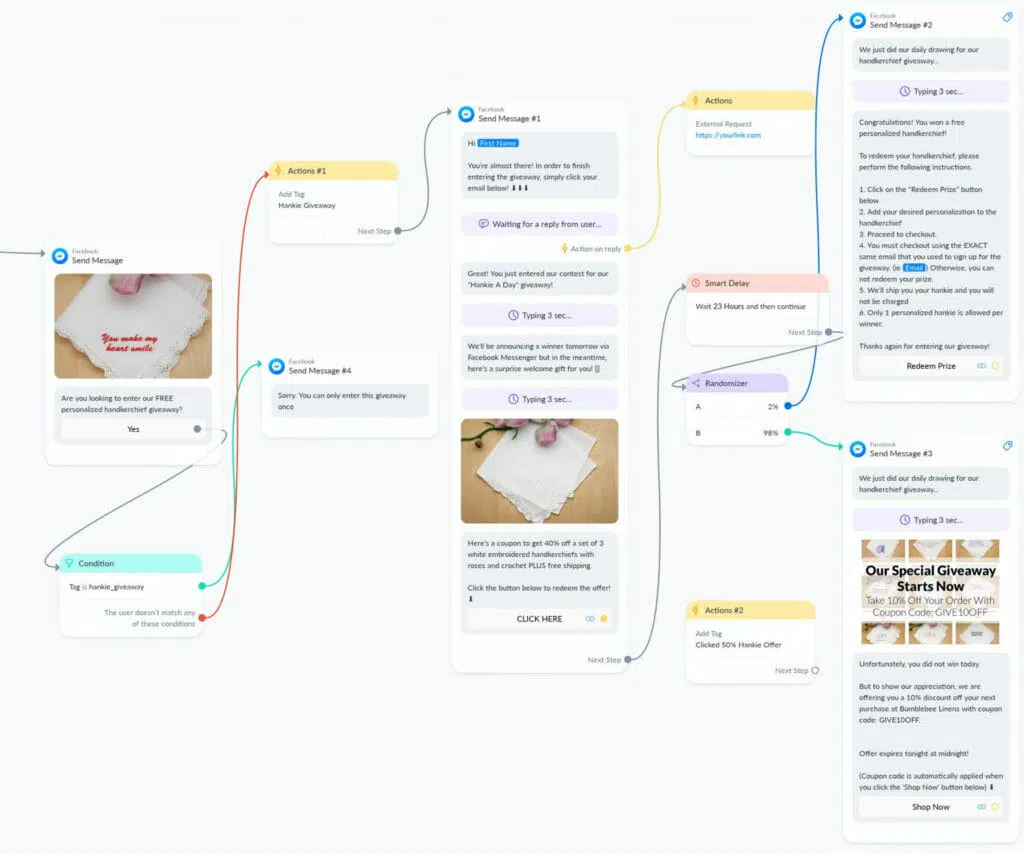 Facebook
Send Message
You make my
heart smile
Are you looking to enter our FREE
personalized handkerchief giveaway?
Yes
Condition
Tag is hankie_giveaway
The user doesn't match any
of these conditions
Actions #1
Add Tag
Hankie Giveaway
Next Step
Facebook
Send Message #4
Sorry. You can only enter this giveaway
once
Facebook
Send Message #1
Hi First Name
You're almost there! In order to finish
entering the giveaway, simply click your
email below! ⬇⬇⬇
Waiting for a reply from user...
Action on reply
Great! You just entered our contest for our
"Hankie A Day" giveaway!
Typing 3 sec...
We'll be announcing a winner tomorrow via
Facebook Messenger but in the meantime,
here's a surprise welcome gift for you!
Typing 3 sec...
Here's a coupon to get 40% off a set of 3
white embroidered handkerchiefs with
roses and crochet PLUS free shipping.
Click the button below to redeem the offer!
⬇
CLICK HERE
Next Step
Actions
External Request
https://yourlink.com
Smart Delay
Wait 23 Hours and then continue
Next Step
Randomizer
A 2%
B 98%
Actions #2
Add Tag
Clicked 50% Hankie Offer
Next Step
Facebook
Send Message #2
We just did our daily drawing for our
handkerchief giveaway...
Typing 3 sec...
Congratulations! You won a free
personalized handkerchief!
To redeem your handkerchief, please
perform the following instructions.
1. Click on the "Redeem Prize" button
below
2. Add your desired personalization to the
handkerchief
3. Proceed to checkout.
4. You must checkout using the EXACT
same email that you used to sign up for the
giveaway. (ie Email) Otherwise, you can
not redeem your prize.
5. We'll ship you your hankie and you will
not be charged
6. Only 1 personalized hankie is allowed per
winner.
Thanks again for entering our giveaway!
Redeem Prize
Facebook
Send Message #3
We just did our daily drawing for our
handkerchief giveaway...
Typing 3 sec...
Our Special Giveaway
Starts Now
Take 10% Off Your Order With
Coupon Code: GIVE10OFF
Unfortunately, you did not win today.
But to show our appreciation, we are
offering you a 10% discount off your next
purchase at Bumblebee Linens with coupon
code: GIVE10OFF.
Offer expires tonight at midnight!
(Coupon code is automatically applied when
you click the 'Shop Now' button below) ⬇
Shop Now